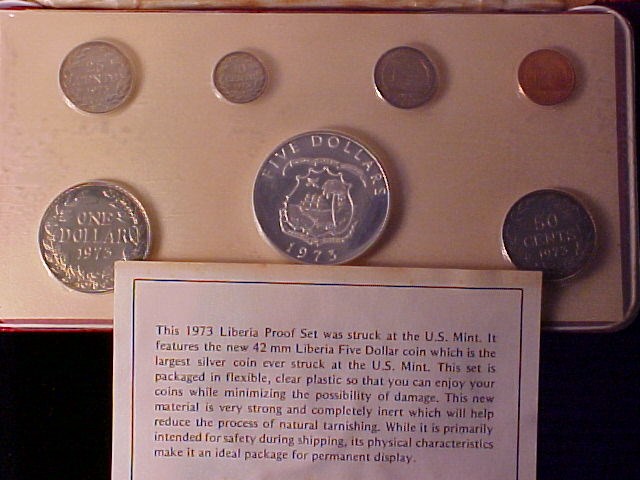 25
CENTS
1973
FIVE DOLLARS
1973
ONE
DOLLAR
1973
50
CENTS
1973
This 1973 Liberia Proof Set was struck at the U.S. Mint. It
features the new 42 mm Liberia Five Dollar coin which is the
largest silver coin ever struck at the U.S. Mint. This set is
packaged in flexible, clear plastic so that you can enjoy your
coins while minimizing the possibility of damage. This new
material is very strong and completely inert which will help
reduce the process of natural tarnishing. While it is primarily
intended for safety during shipping, its physical characteristics
make it an ideal package for permanent display.